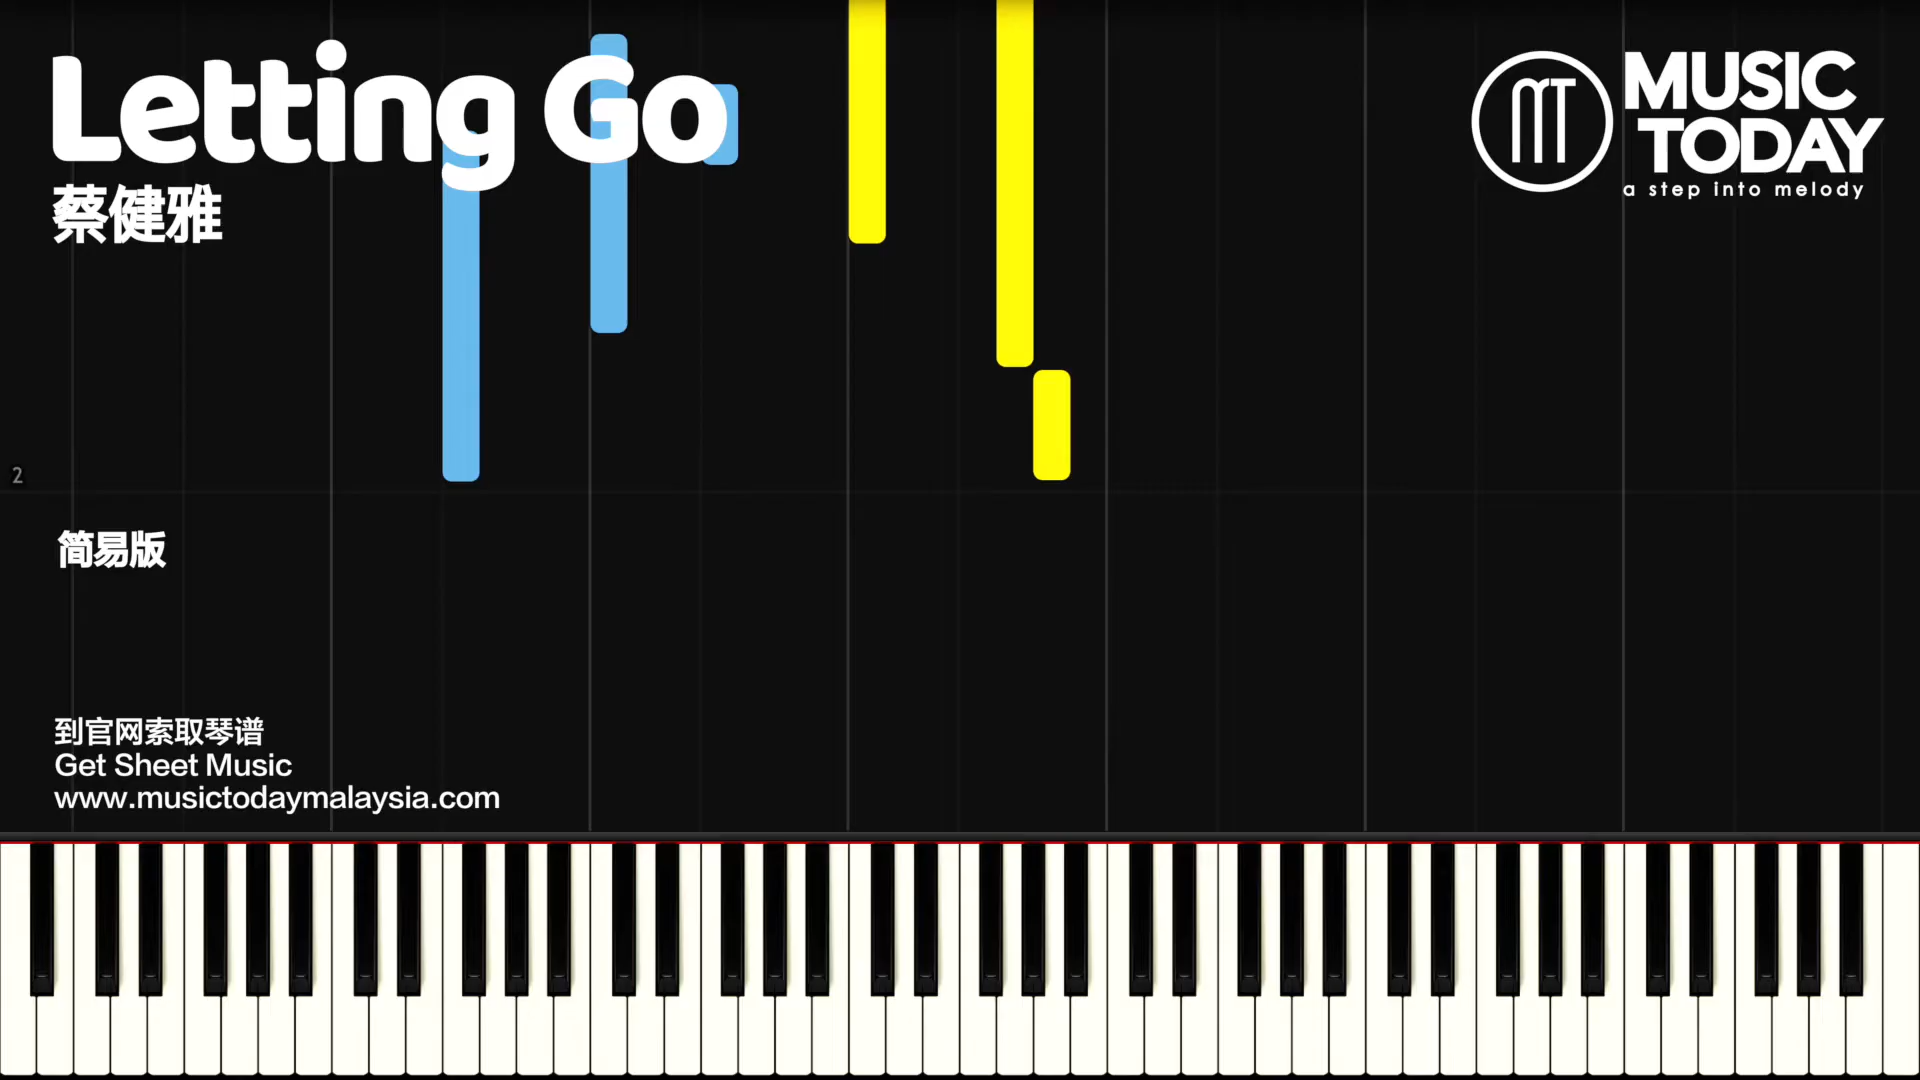 Letting Go
蔡健雅
MT
MUSIC
TODAY
a step into melody
2
简易版
到官网索取琴谱
Get Sheet Music
www.musictodaymalaysia.com